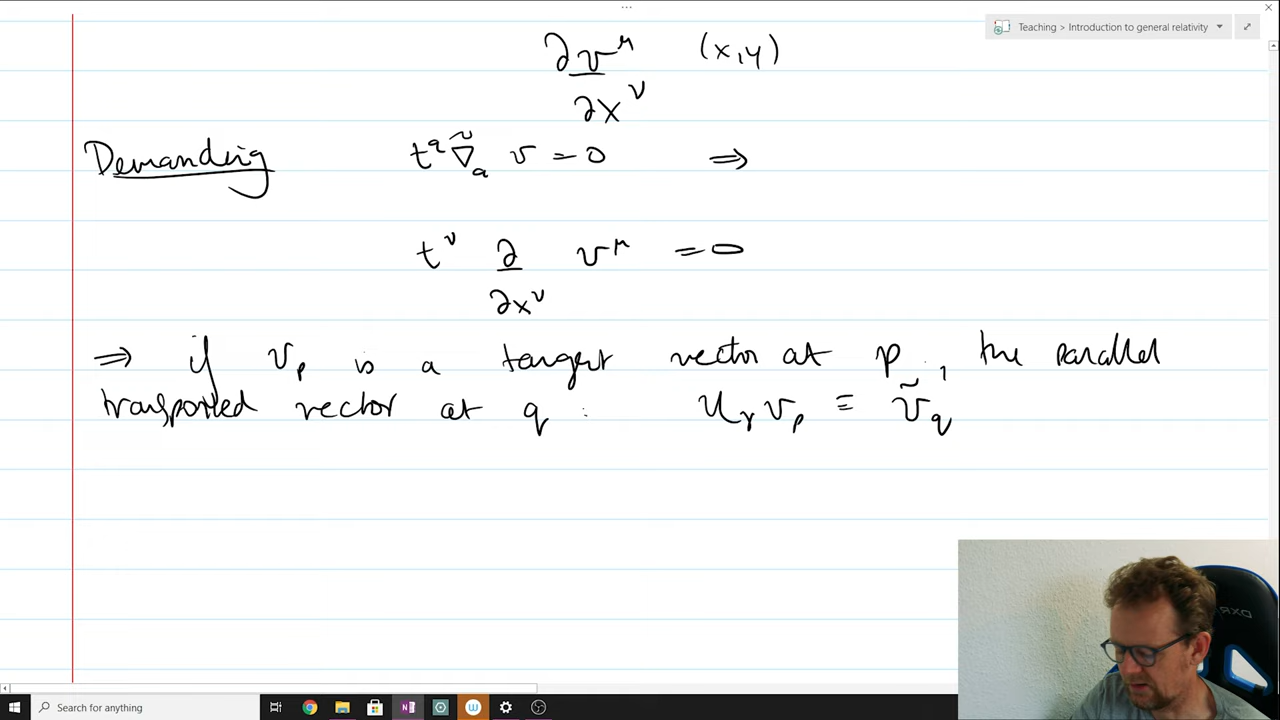 Teaching > Introduction to general relativity
∂v^μ (x,y)
∂x^ν
Demanding t^a ∇̃_a v = 0 ⇒
t^ν ∂ v^μ = 0
∂x^ν
⇒ if v_p is a tangent vector at p, the parallel
transported vector at q : U_γ v_p ≡ ṽ_q
DXR
Search for anything